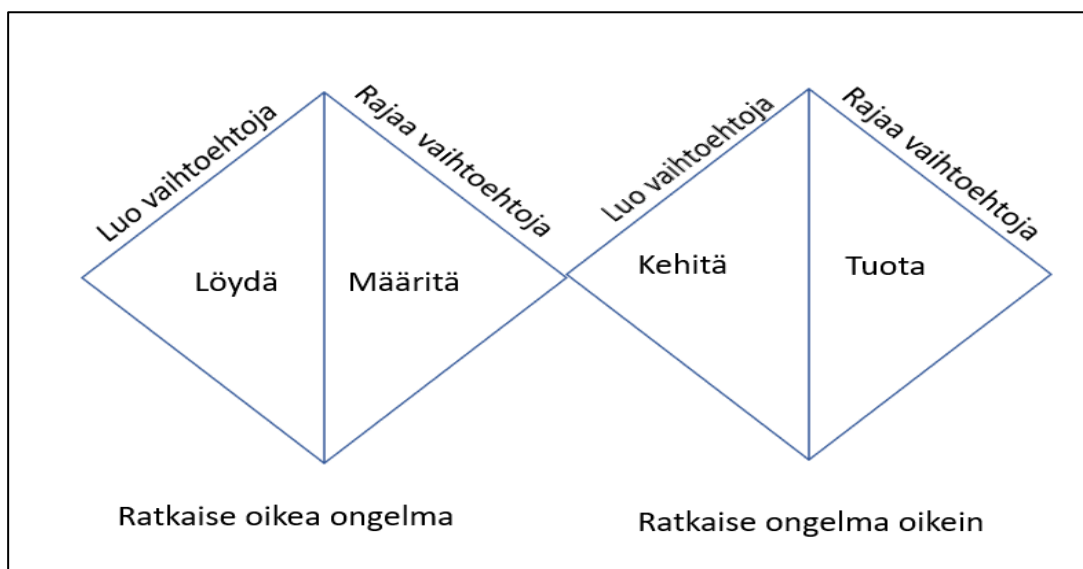 Luo vaihtoehtoja
Rajaa vaihtoehtoja
Löydä
Määritä
Ratkaise oikea ongelma
Luo vaihtoehtoja
Rajaa vaihtoehtoja
Kehitä
Tuota
Ratkaise ongelma oikein